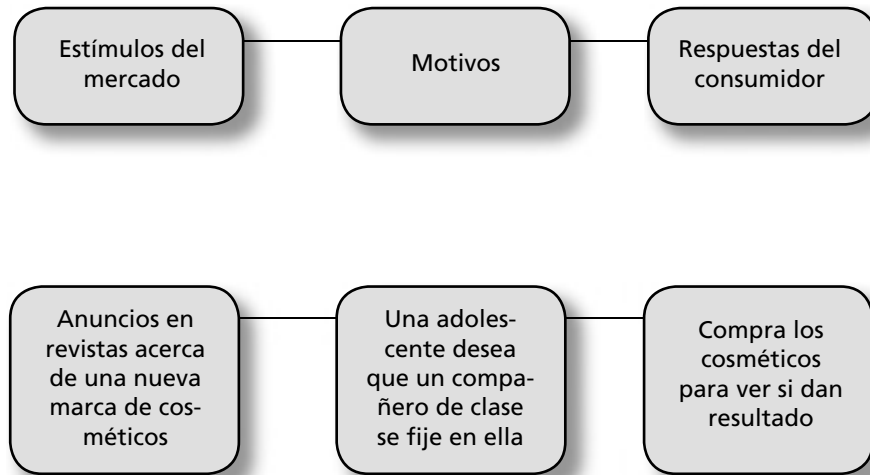 Estímulos del
mercado
Motivos
Respuestas del
consumidor
Anuncios en
revistas acerca
de una nueva
marca de cos-
méticos
Una adoles-
cente desea
que un compa-
ñero de clase
se fije en ella
Compra los
cosméticos
para ver si dan
resultado